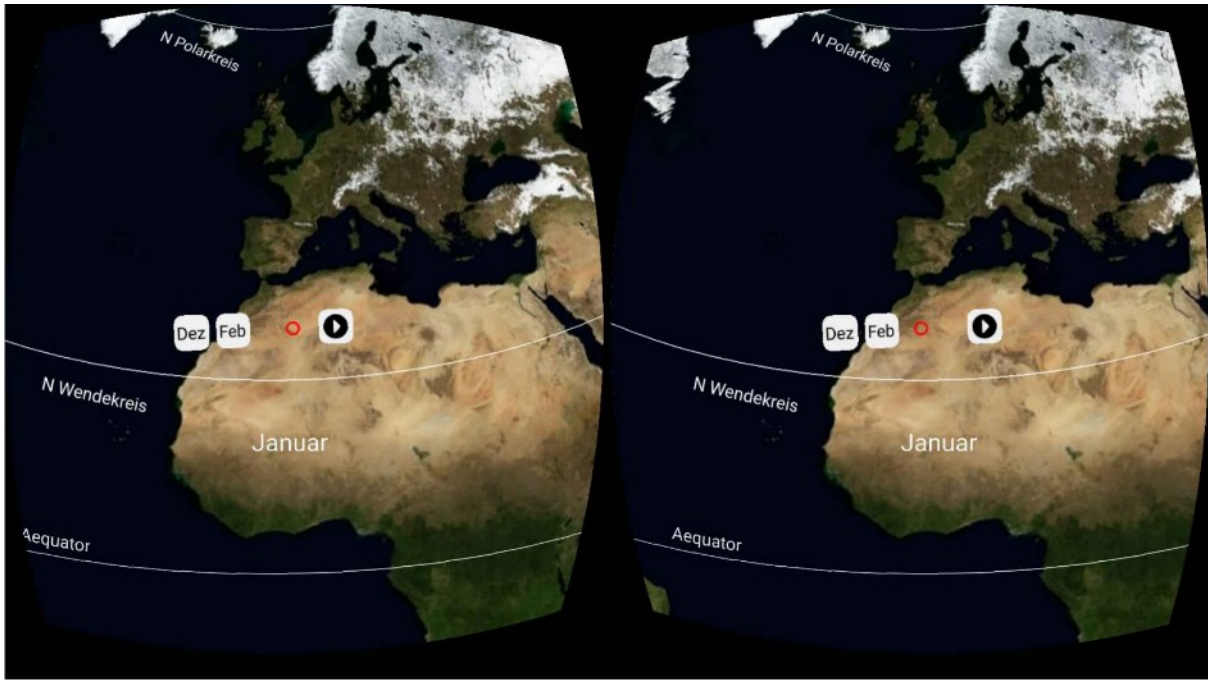 N Polarkreis
Dez
Feb
N Wendekreis
Januar
Aequator
N Polarkreis
Dez
Feb
N Wendekreis
Januar
Aequator